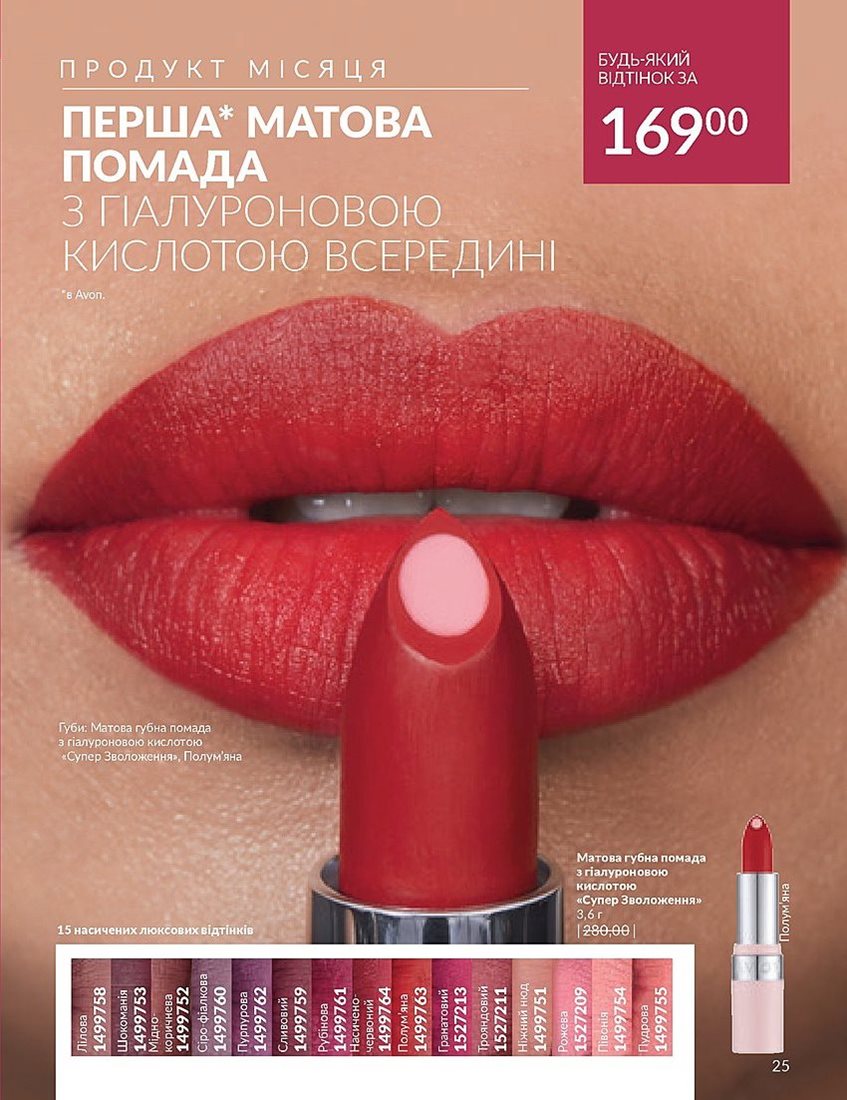 ПРОДУКТ МІСЯЦЯ
ПЕРША* МАТОВА
ПОМАДА
З ГІАЛУРОНОВОЮ
КИСЛОТОЮ ВСЕРЕДИНІ
*в Avon.
БУДЬ-ЯКИЙ
ВІДТІНОК ЗА
169⁰⁰
Губи: Матова губна помада
з гіалуроновою кислотою
«Супер Зволоження», Полум'яна
Матова губна помада
з гіалуроновою
кислотою
«Супер Зволоження»
3,6 г
| 280,00 |
Полум'яна
15 насичених люксових відтінків
Лілова
1499758
Шокоманія
1499753
Мідно-
коричнева
1499752
Сіро-фіалкова
1499760
Пурпурова
1499762
Сливовий
1499759
Рубінова
1499761
Насичено-
червоний
1499764
Полум'яна
1499763
Гранатовий
1527213
Трояндовий
1527211
Ніжний нюд
1499751
Рожева
1527209
Півонія
1499754
Пудрова
1499755
25